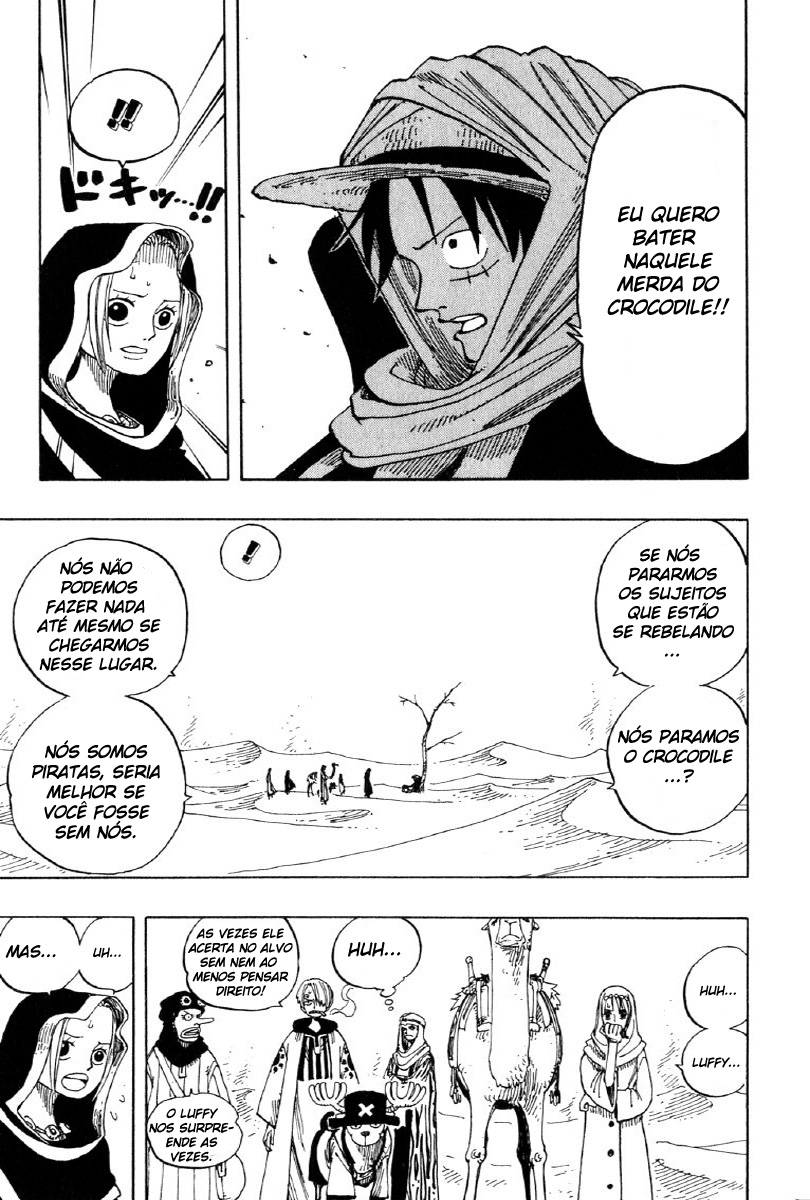 EU QUERO
BATER
NAQUELE
MERDA DO
CROCODILE!!
!!
ドキッ…!!
SE NÓS
PARARMOS
OS SUJEITOS
QUE ESTÃO
SE REBELANDO
...
NÓS PARAMOS
O CROCODILE
...?
!
NÓS NÃO
PODEMOS
FAZER NADA
ATÉ MESMO SE
CHEGARMOS
NESSE LUGAR.
NÓS SOMOS
PIRATAS, SERIA
MELHOR SE
VOCÊ FOSSE
SEM NÓS.
HUH...
LUFFY...
HUH...
AS VEZES ELE
ACERTA NO ALVO
SEM NEM AO
MENOS PENSAR
DIREITO!
O LUFFY
NOS SURPRE-
ENDE AS
VEZES.
UH...
MAS...